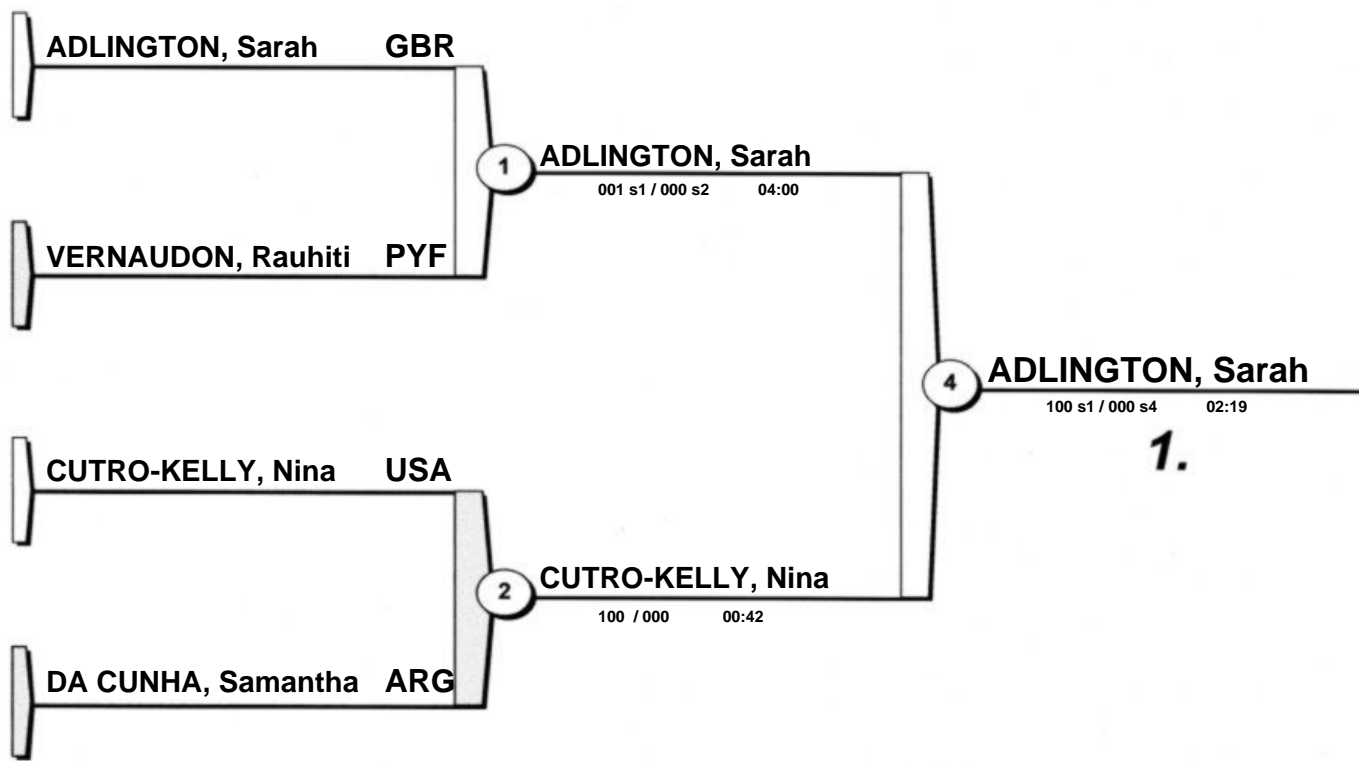 ADLINGTON, Sarah GBR
1
ADLINGTON, Sarah
001 s1 / 000 s2 04:00
VERNAUDON, Rauhiti PYF
4
ADLINGTON, Sarah
100 s1 / 000 s4 02:19
1.
CUTRO-KELLY, Nina USA
2
CUTRO-KELLY, Nina
100 / 000 00:42
DA CUNHA, Samantha ARG